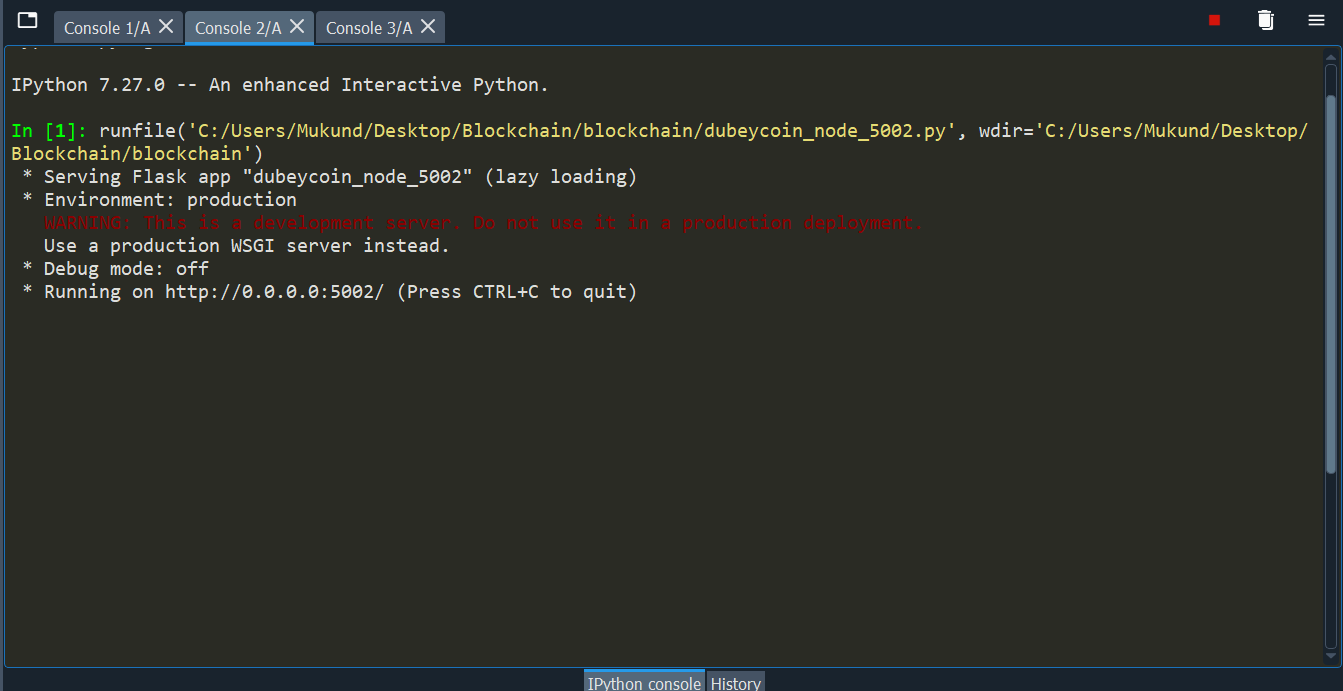 Console 1/A
Console 2/A
Console 3/A
IPython 7.27.0 -- An enhanced Interactive Python.
In [1]: runfile('C:/Users/Mukund/Desktop/Blockchain/blockchain/dubeycoin_node_5002.py', wdir='C:/Users/Mukund/Desktop/
Blockchain/blockchain')
* Serving Flask app "dubeycoin_node_5002" (lazy loading)
* Environment: production
WARNING: This is a development server. Do not use it in a production deployment.
Use a production WSGI server instead.
* Debug mode: off
* Running on http://0.0.0.0:5002/ (Press CTRL+C to quit)
IPython console
History